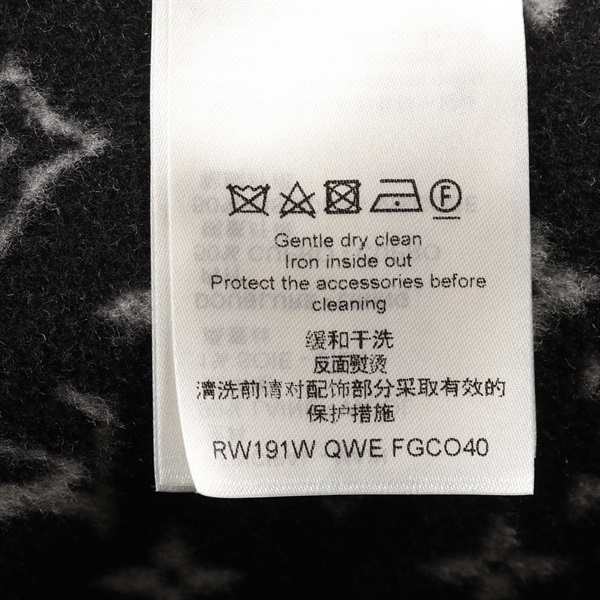 F
Gentle dry clean
Iron inside out
Protect the accessories before
cleaning
缓和干洗
反面熨烫
清洗前请对配饰部分采取有效的
保护措施
RW191W QWE FGCO40